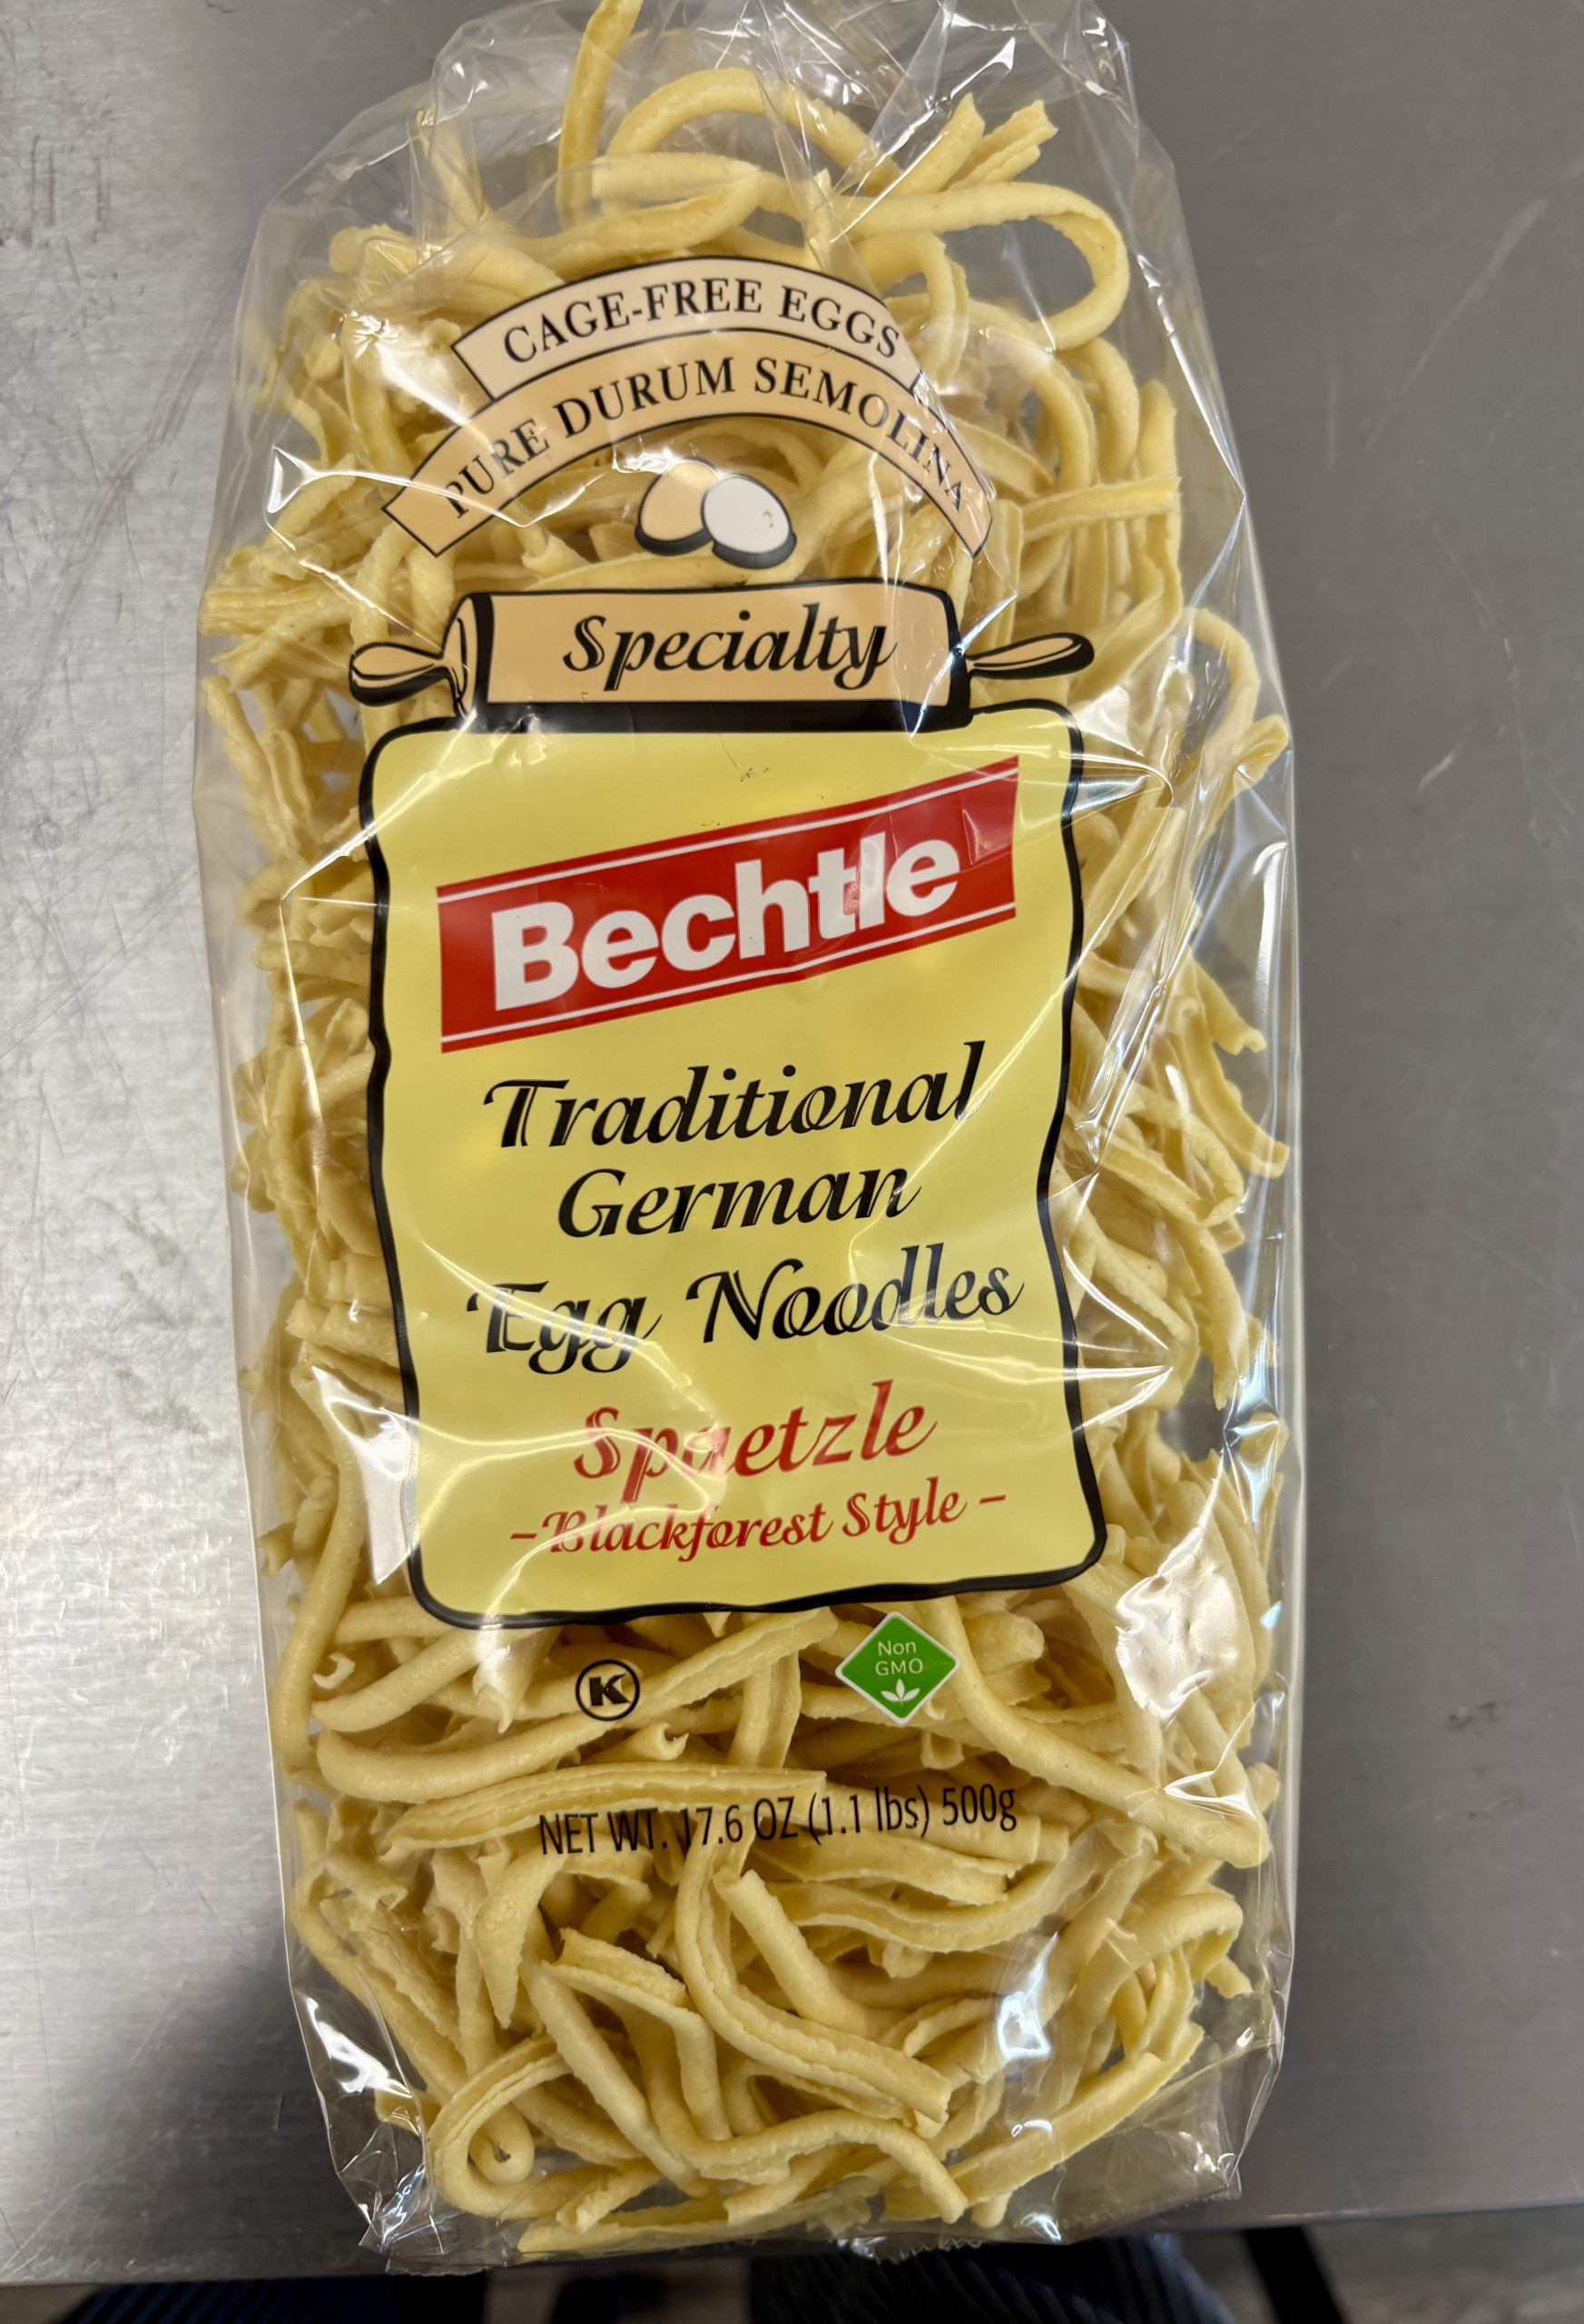 CAGE-FREE EGGS
PURE DURUM SEMOLINA
Specialty
Bechtle
Traditional
German
Egg Noodles
Spaetzle
-Blackforest Style -
K
Non
GMO
NET WT. 17.6 OZ (1.1 lbs) 500g